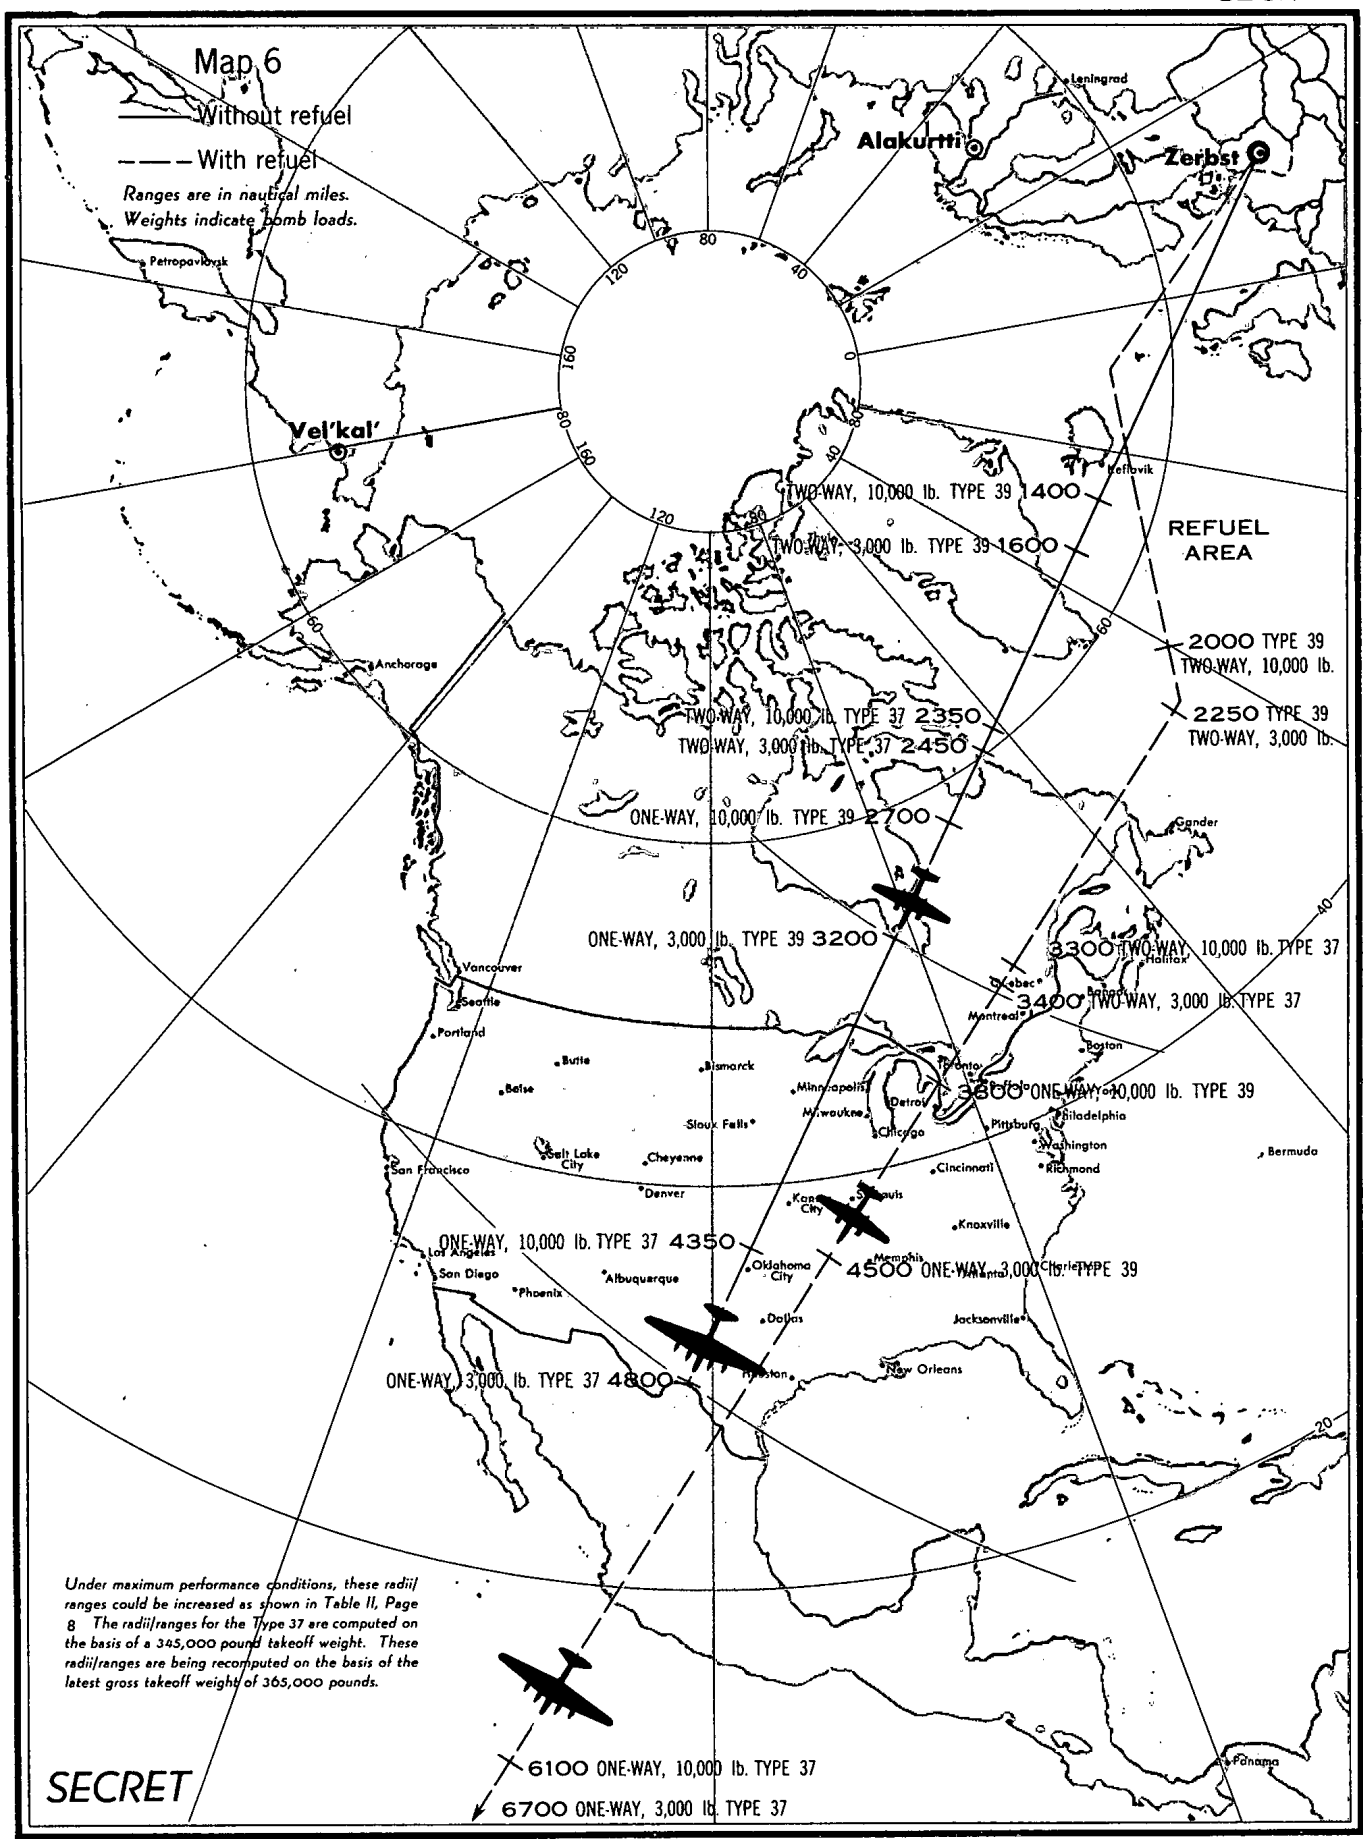 Map 6
Without refuel
With refuel
Ranges are in nautical miles.
Weights indicate bomb loads.
Leningrad
Alakurtti
Zerbst
Petropavlovsk
80
120
40
160
0
Vel'kal'
80
160
80
40
120
80
Keflavik
TWO-WAY, 10,000 lb. TYPE 39 1400
REFUEL
AREA
TWO-WAY, 3,000 lb. TYPE 39 1600
60
60
2000 TYPE 39
TWO-WAY, 10,000 lb.
Anchorage
2250 TYPE 39
TWO-WAY, 3,000 lb.
TWO-WAY, 10,000 lb. TYPE 37 2350
TWO-WAY, 3,000 lb. TYPE 37 2450
ONE-WAY, 10,000 lb. TYPE 39 2700
Gander
40
ONE-WAY, 3,000 lb. TYPE 39 3200
3300 TWO-WAY, 10,000 lb. TYPE 37
Halifax
Vancouver
Quebec
Seattle
3400 TWO-WAY, 3,000 lb. TYPE 37
Montreal
Portland
Boston
Butte
Bismarck
Toronto
Boise
Minneapolis
Buffalo
3800 ONE-WAY, 10,000 lb. TYPE 39
Detroit
Milwaukee
Philadelphia
Sioux Falls
Chicago
Pittsburg
Washington
Salt Lake
City
Cheyenne
Bermuda
San Francisco
Cincinnati
Richmond
Denver
Kansas
City
St. Louis
Knoxville
ONE-WAY, 10,000 lb. TYPE 37 4350
Los Angeles
Memphis
Oklahoma
City
4500 ONE-WAY, 3,000 lb. TYPE 39
Atlanta
Charleston
San Diego
Albuquerque
Phoenix
Dallas
Jacksonville
New Orleans
Houston
ONE-WAY, 3,000 lb. TYPE 37 4800
20
Under maximum performance conditions, these radii/
ranges could be increased as shown in Table II, Page
8 The radii/ranges for the Type 37 are computed on
the basis of a 345,000 pound takeoff weight. These
radii/ranges are being recomputed on the basis of the
latest gross takeoff weight of 365,000 pounds.
Panama
6100 ONE-WAY, 10,000 lb. TYPE 37
SECRET
6700 ONE-WAY, 3,000 lb. TYPE 37